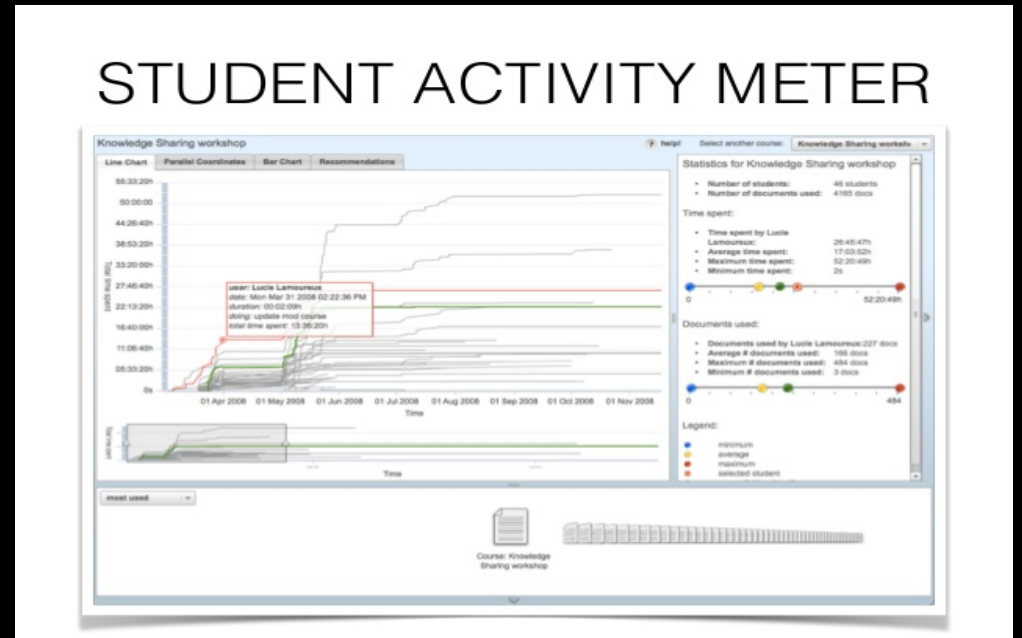 STUDENT ACTIVITY METER
Knowledge Sharing workshop
? help!
Select another course:
Knowledge Sharing worksh
Line Chart
Parallel Coordinates
Bar Chart
Recommendations
55:33:20h
50:00:00
44:26:40h
38:53:20h
33:20:00h
27:46:40h
22:13:20h
16:40:00h
11:06:40h
05:33:20h
0s
Total time spent
user: Lucie Lamoureux
date: Mon Mar 31 2008 02:22:36 PM
duration: 00:02:09h
doing: update mod course
total time spent: 13:36:20h
01 Apr 2008
01 May 2008
01 Jun 2008
01 Jul 2008
01 Aug 2008
01 Sep 2008
01 Oct 2008
01 Nov 2008
Time
Time
Statistics for Knowledge Sharing workshop
• Number of students: 46 students
• Number of documents used: 4165 docs
Time spent:
• Time spent by Lucie
Lamoureux: 26:45:47h
• Average time spent: 17:03:52h
• Maximum time spent: 52:20:49h
• Minimum time spent: 2s
0
52:20:49h
Documents used:
• Documents used by Lucie Lamoureux:227 docs
• Average # documents used: 166 docs
• Maximum # documents used: 484 docs
• Minimum # documents used: 3 docs
0
484
Legend:
minimum
average
maximum
selected student
most used
Course: Knowledge
Sharing workshop